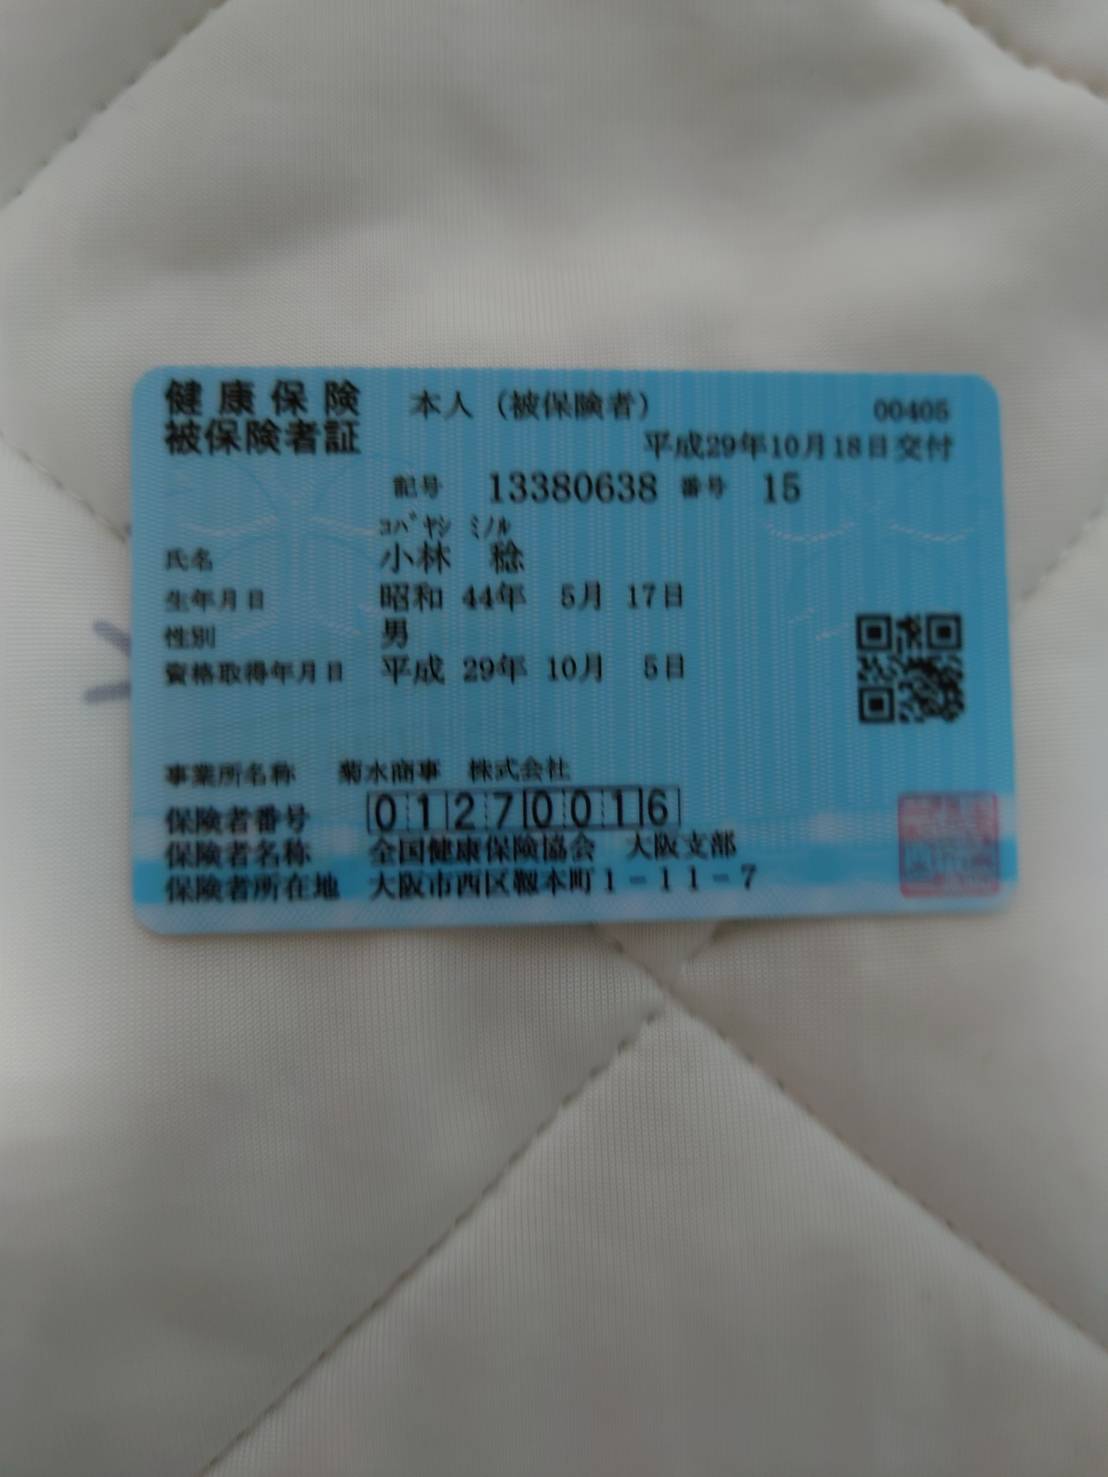 健康保険 本人（被保険者） 00405
被保険者証 平成29年10月18日交付
記号 13380638 番号 15
コバヤシ ミノル
氏名 小林 稔
生年月日 昭和 44年 5月 17日
性別 男
資格取得年月日 平成 29年 10月 5日
事業所名称 菊水商事 株式会社
保険者番号 01270016
保険者名称 全国健康保険協会 大阪支部
保険者所在地 大阪市西区靱本町1-11-7